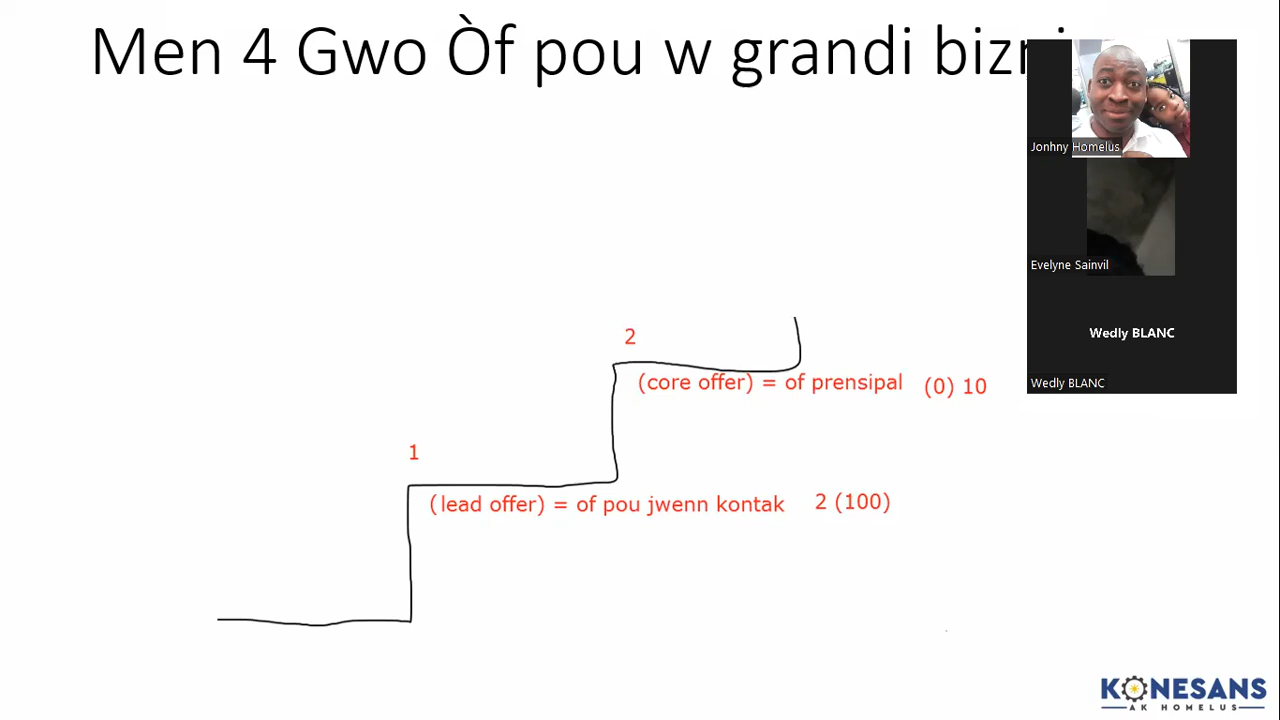 Men 4 Gwo Òf pou w grandi
Jonhny Homelus
Evelyne Sainvil
Wedly BLANC
Wedly BLANC
2
(core offer) = of prensipal (0) 10
1
(lead offer) = of pou jwenn kontak 2 (100)
KONESANS
AK HOMELUS